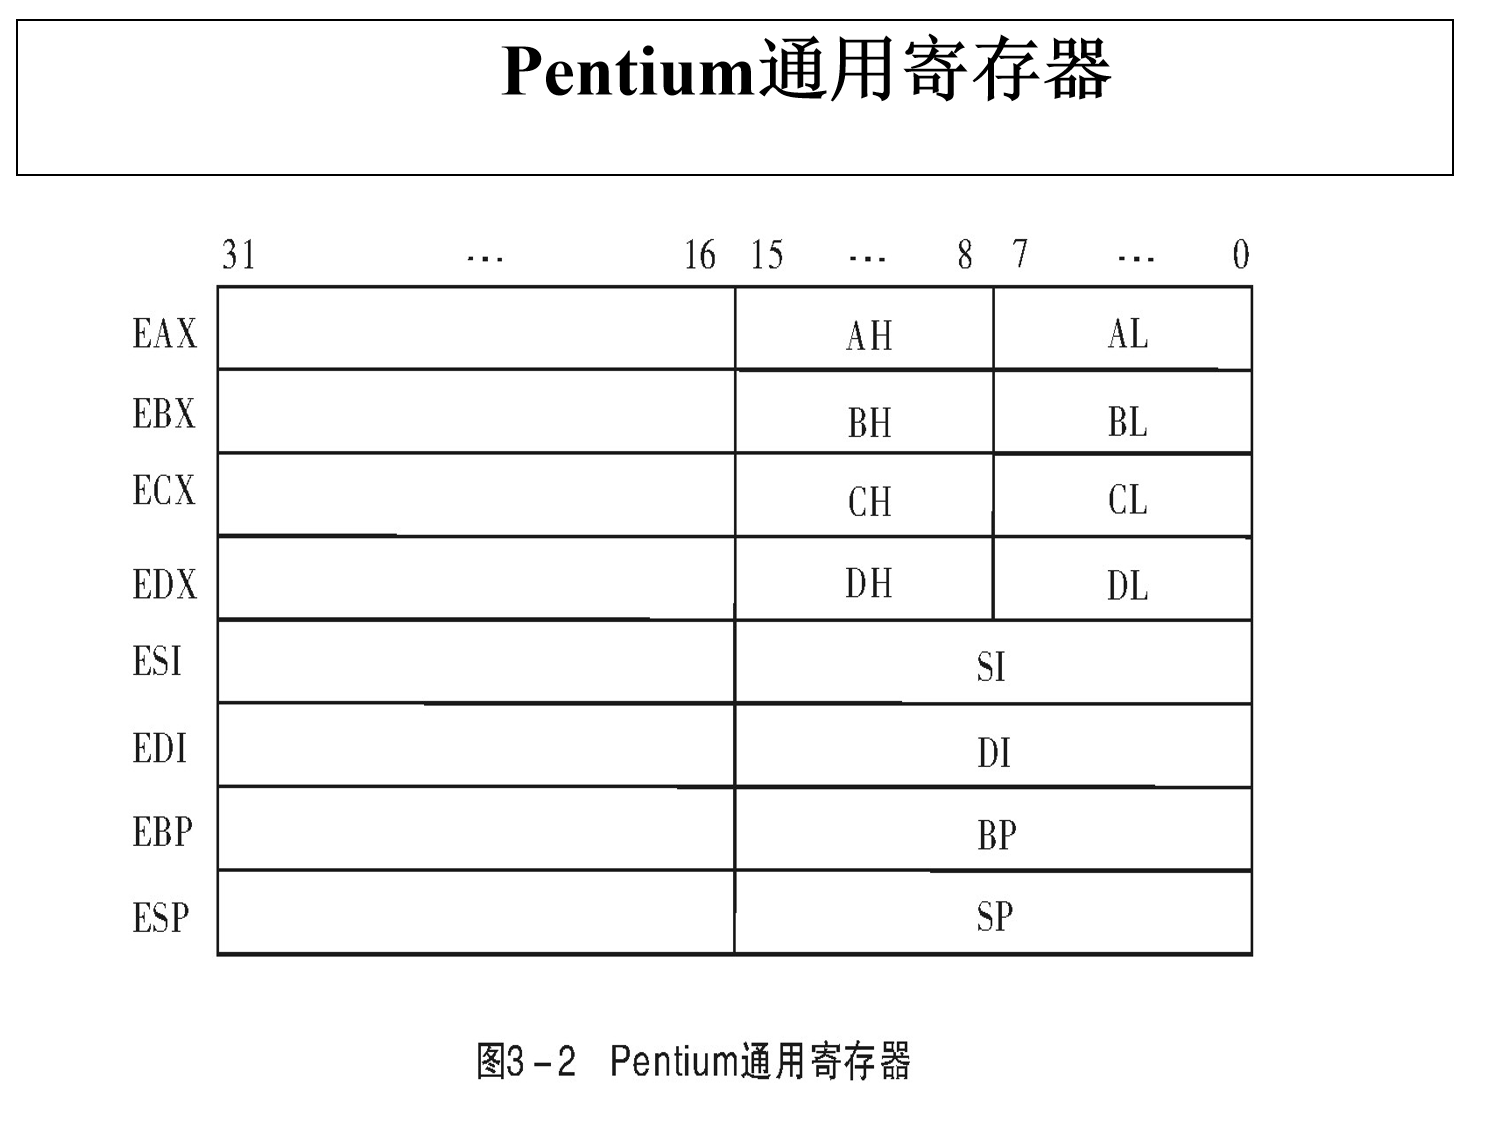 Pentium通用寄存器
31 ... 16 15 ... 8 7 ... 0
EAX AH AL
EBX BH BL
ECX CH CL
EDX DH DL
ESI SI
EDI DI
EBP BP
ESP SP
图3-2 Pentium通用寄存器